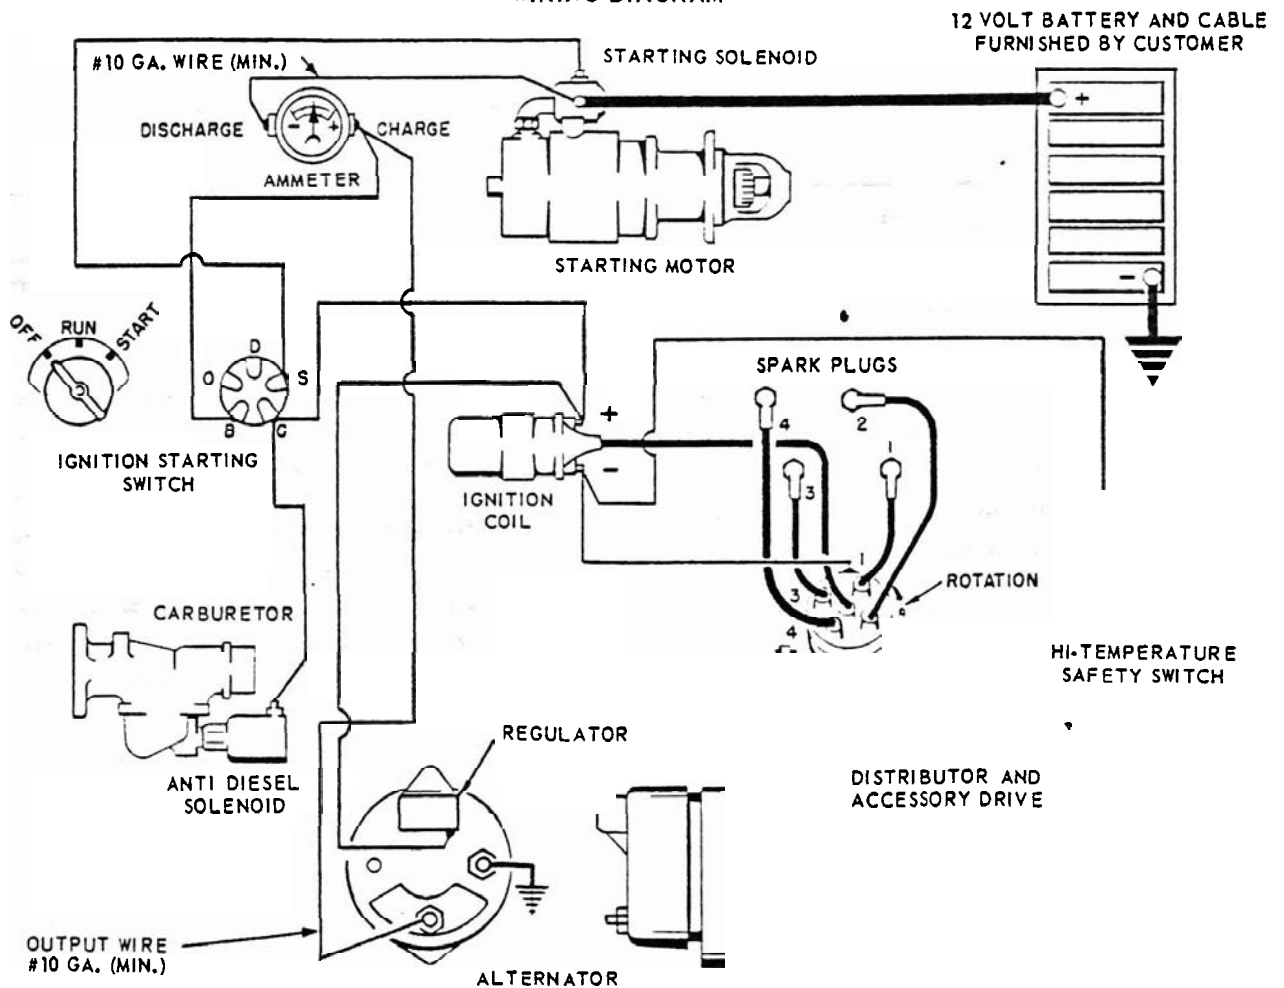 12 VOLT BATTERY AND CABLE
FURNISHED BY CUSTOMER
#10 GA. WIRE (MIN.)
STARTING SOLENOID
+
DISCHARGE
- +
CHARGE
AMMETER
STARTING MOTOR
-
OFF
RUN
START
D
O
S
B
G
IGNITION STARTING
SWITCH
SPARK PLUGS
+
-
4
2
1
3
IGNITION
COIL
1
ROTATION
3
4
CARBURETOR
HI-TEMPERATURE
SAFETY SWITCH
REGULATOR
ANTI DIESEL
SOLENOID
DISTRIBUTOR AND
ACCESSORY DRIVE
OUTPUT WIRE
#10 GA. (MIN.)
ALTERNATOR